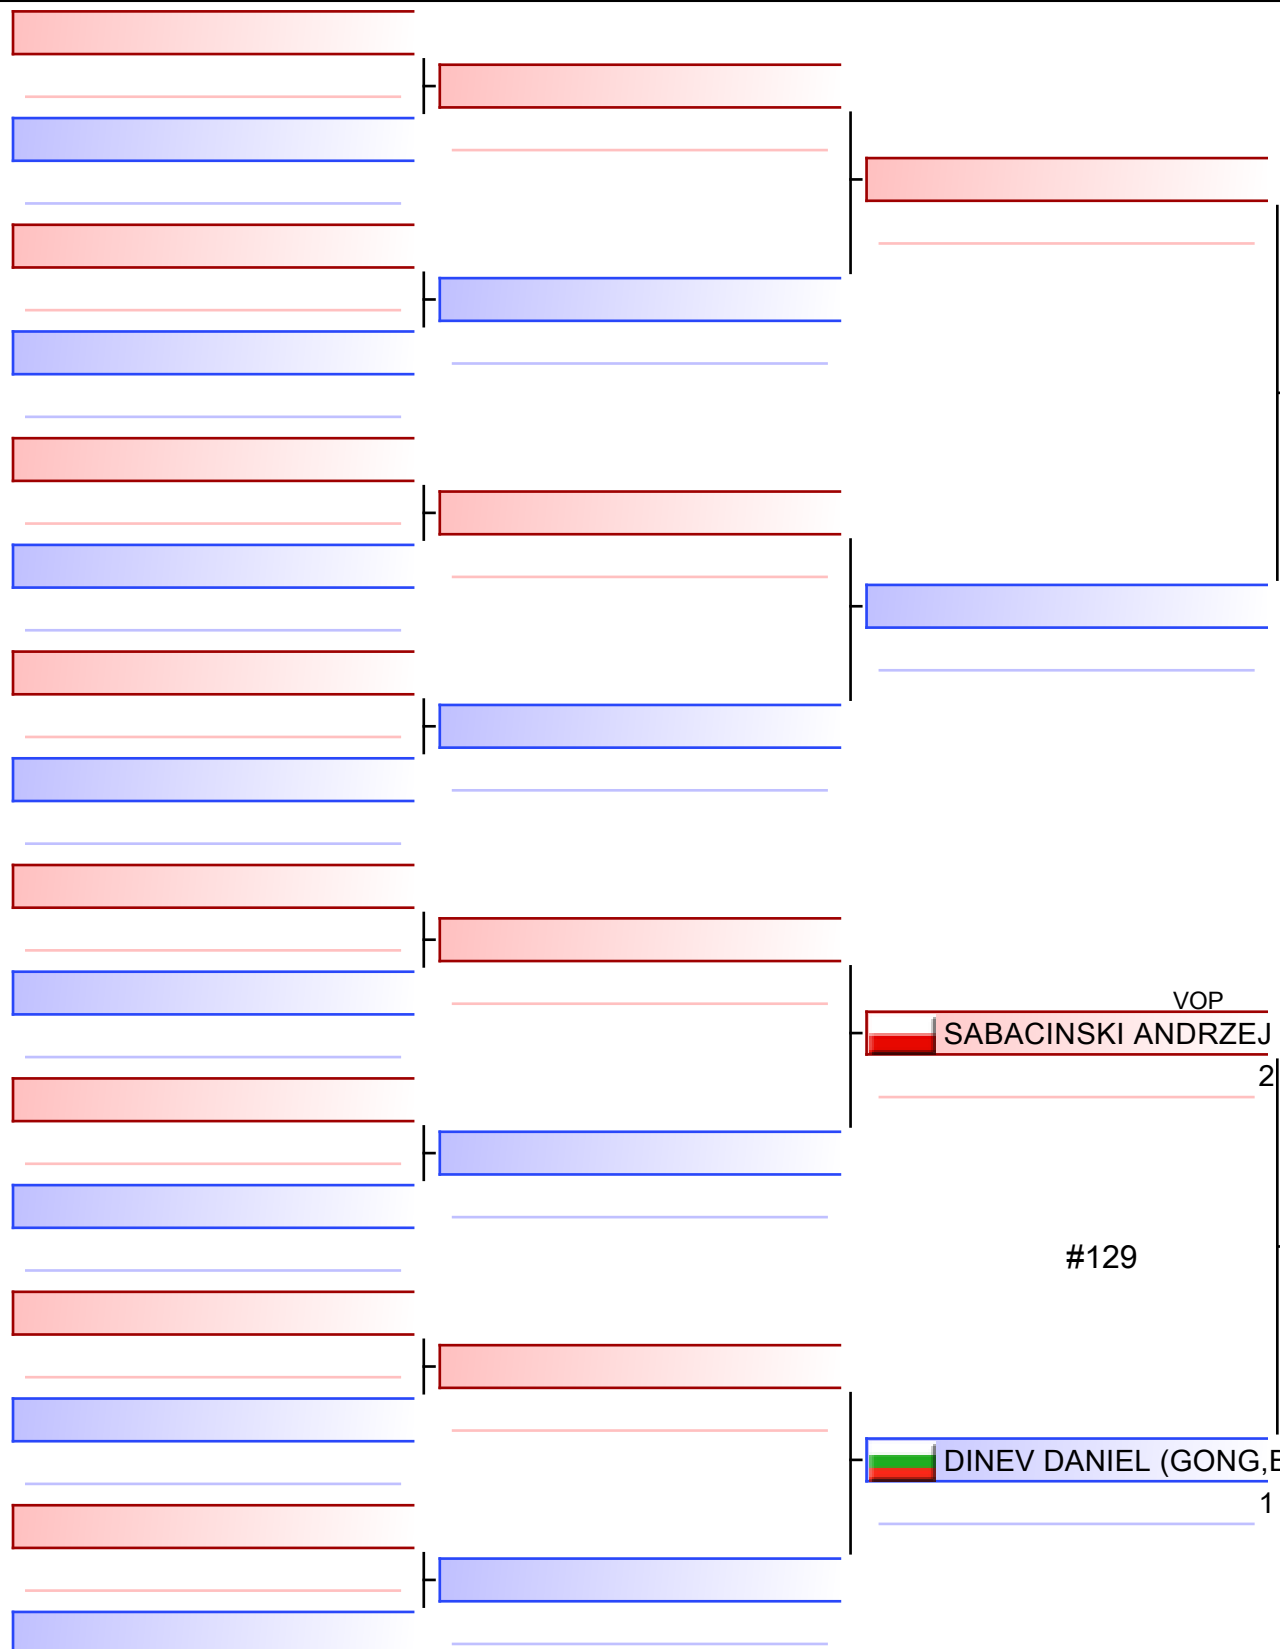 VOP
SABACINSKI ANDRZEJ
2
#129
DINEV DANIEL (GONG,
1